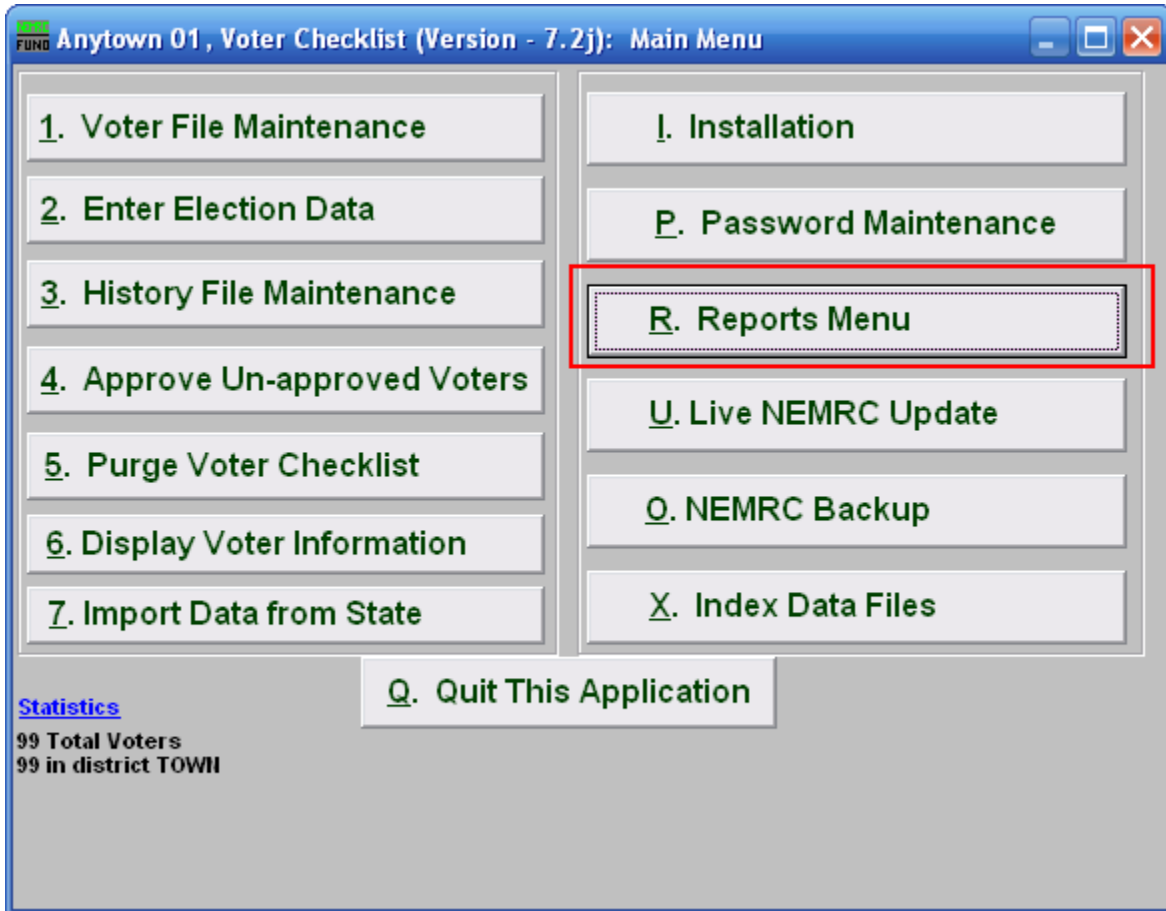 NEMRC
FUND Anytown 01, Voter Checklist (Version - 7.2j): Main Menu
1. Voter File Maintenance
2. Enter Election Data
3. History File Maintenance
4. Approve Un-approved Voters
5. Purge Voter Checklist
6. Display Voter Information
7. Import Data from State
I. Installation
P. Password Maintenance
R. Reports Menu
U. Live NEMRC Update
O. NEMRC Backup
X. Index Data Files
Q. Quit This Application
Statistics
99 Total Voters
99 in district TOWN